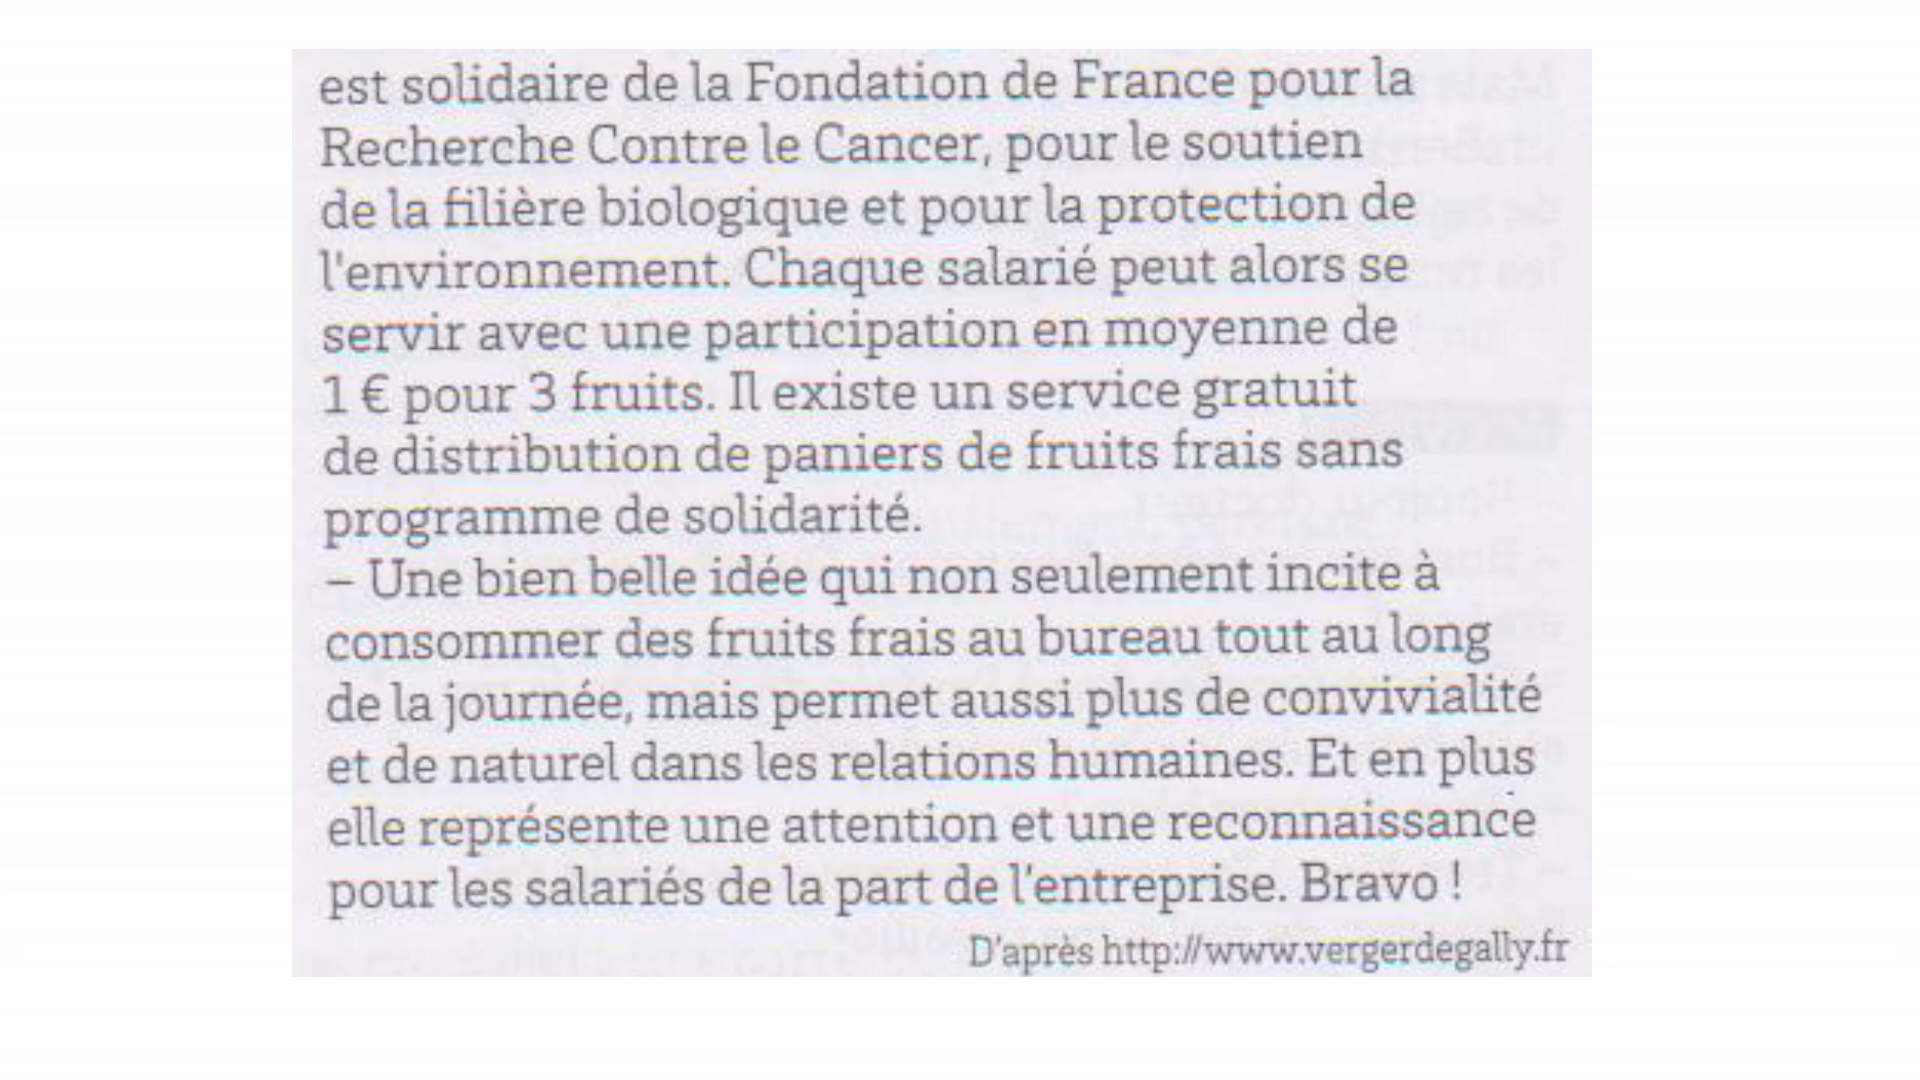 est solidaire de la Fondation de France pour la
Recherche Contre le Cancer, pour le soutien
de la filière biologique et pour la protection de
l'environnement. Chaque salarié peut alors se
servir avec une participation en moyenne de
1 € pour 3 fruits. Il existe un service gratuit
de distribution de paniers de fruits frais sans
programme de solidarité.
– Une bien belle idée qui non seulement incite à
consommer des fruits frais au bureau tout au long
de la journée, mais permet aussi plus de convivialité
et de naturel dans les relations humaines. Et en plus
elle représente une attention et une reconnaissance
pour les salariés de la part de l'entreprise. Bravo !
D'après http://www.vergerdegally.fr